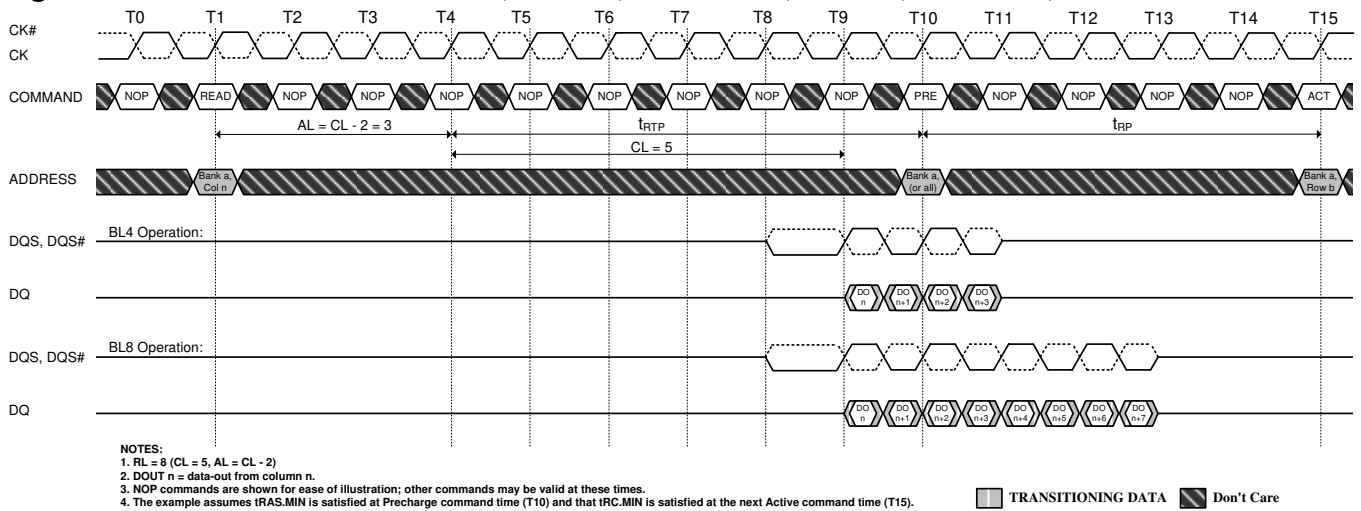 T0 T1 T2 T3 T4 T5 T6 T7 T8 T9 T10 T11 T12 T13 T14 T15
CK#
CK
COMMAND NOP READ NOP NOP NOP NOP NOP NOP NOP NOP PRE NOP NOP NOP NOP ACT
AL = CL - 2 = 3 tRTP tRP
CL = 5
ADDRESS Bank a, Col n Bank a, (or all) Bank a, Row b
DQS, DQS# BL4 Operation:
DQ DO n DO n+1 DO n+2 DO n+3
DQS, DQS# BL8 Operation:
DQ DO n DO n+1 DO n+2 DO n+3 DO n+4 DO n+5 DO n+6 DO n+7
NOTES:
1. RL = 8 (CL = 5, AL = CL - 2)
2. DOUT n = data-out from column n.
3. NOP commands are shown for ease of illustration; other commands may be valid at these times.
4. The example assumes tRAS.MIN is satisfied at Precharge command time (T10) and that tRC.MIN is satisfied at the next Active command time (T15).
TRANSITIONING DATA Don't Care